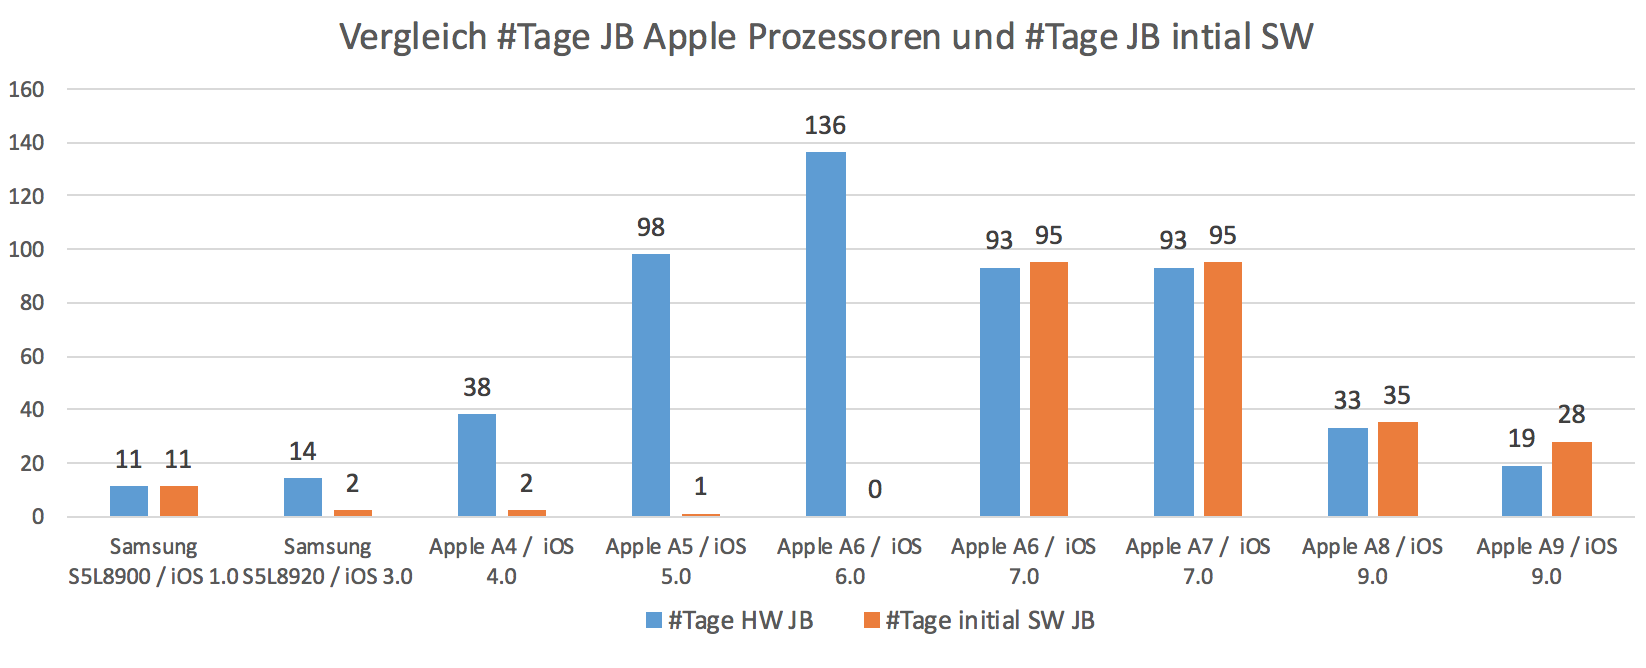 Vergleich #Tage JB Apple Prozessoren und #Tage JB intial SW
160
140
120
100
80
60
40
20
0
11 11
14 2
38 2
98 1
136 0
93 95
93 95
33 35
19 28
Samsung
S5L8900 / iOS 1.0
Samsung
S5L8920 / iOS 3.0
Apple A4 / iOS
4.0
Apple A5 / iOS
5.0
Apple A6 / iOS
6.0
Apple A6 / iOS
7.0
Apple A7 / iOS
7.0
Apple A8 / iOS
9.0
Apple A9 / iOS
9.0
#Tage HW JB #Tage initial SW JB